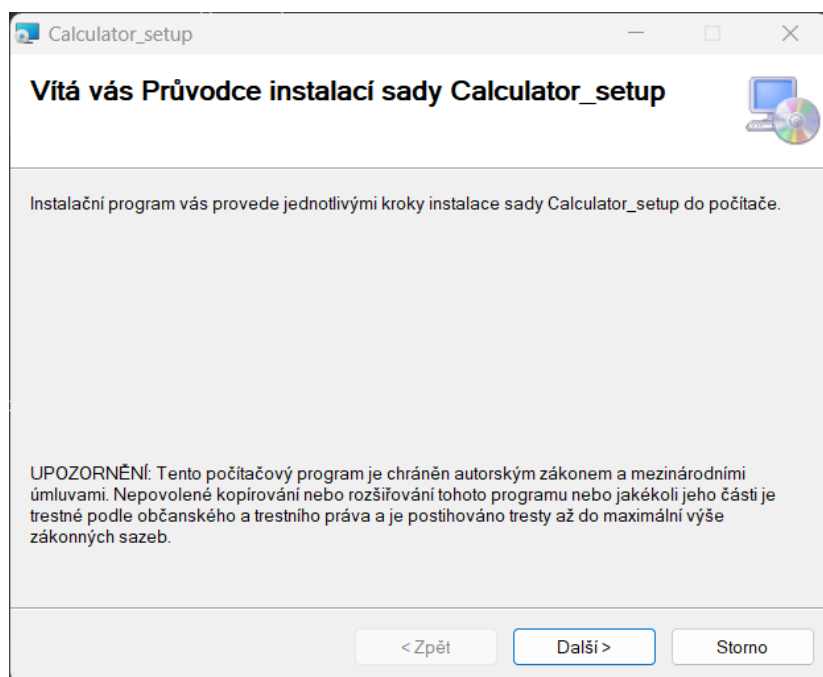 Calculator_setup
Vítá vás Průvodce instalací sady Calculator_setup
Instalační program vás provede jednotlivými kroky instalace sady Calculator_setup do počítače.
UPOZORNĚNÍ: Tento počítačový program je chráněn autorským zákonem a mezinárodními
úmluvami. Nepovolené kopírování nebo rozšiřování tohoto programu nebo jakékoli jeho části je
trestné podle občanského a trestního práva a je postihováno tresty až do maximální výše
zákonných sazeb.
< Zpět
Další >
Storno